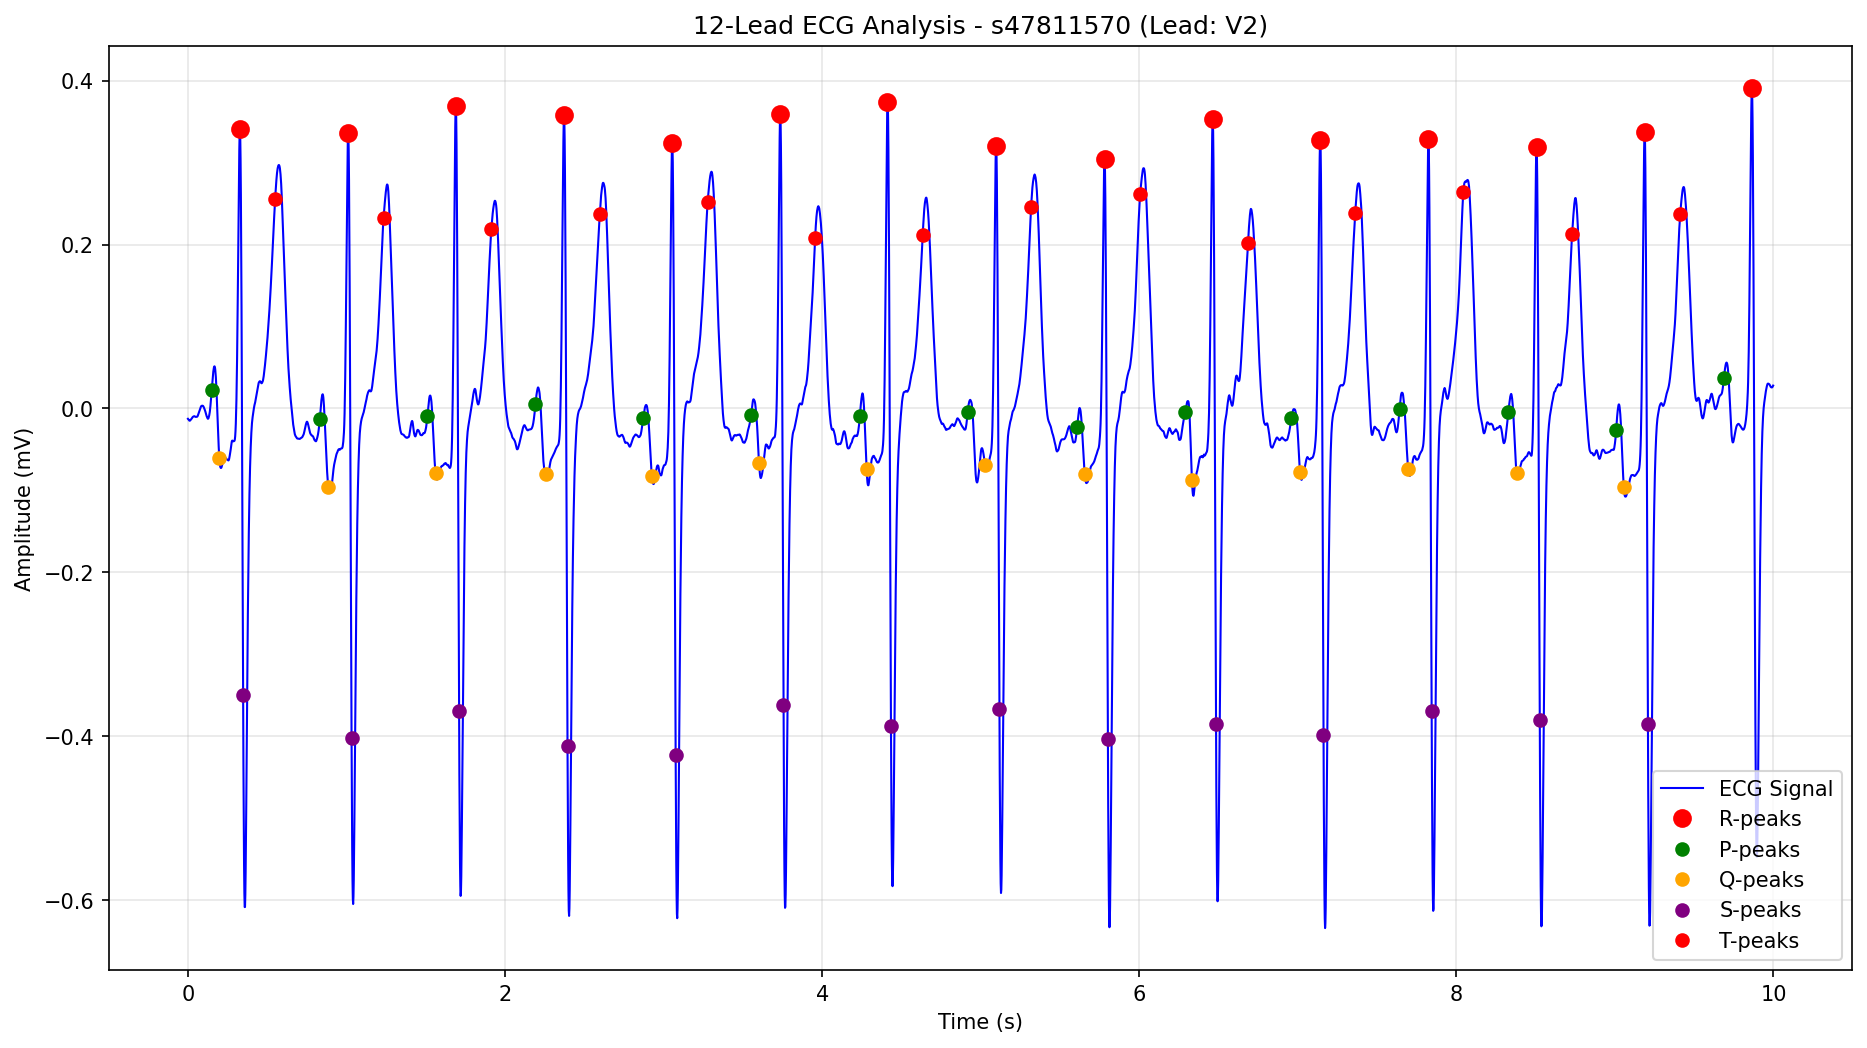 12-Lead ECG Analysis - s47811570 (Lead: V2)
0.4
0.2
0.0
−0.2
−0.4
−0.6
Amplitude (mV)
0 2 4 6 8 10
Time (s)
ECG Signal
R-peaks
P-peaks
Q-peaks
S-peaks
T-peaks